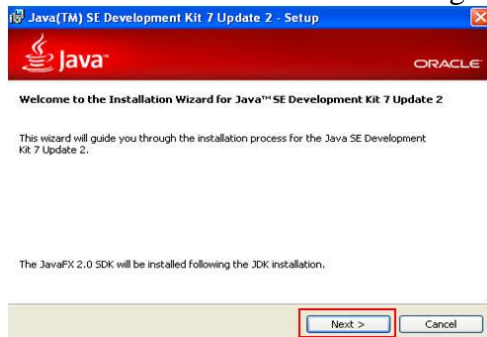 Java(TM) SE Development Kit 7 Update 2 - Setup
Java™
ORACLE
Welcome to the Installation Wizard for Java™ SE Development Kit 7 Update 2
This wizard will guide you through the installation process for the Java SE Development
Kit 7 Update 2.
The JavaFX 2.0 SDK will be installed following the JDK installation.
Next >
Cancel